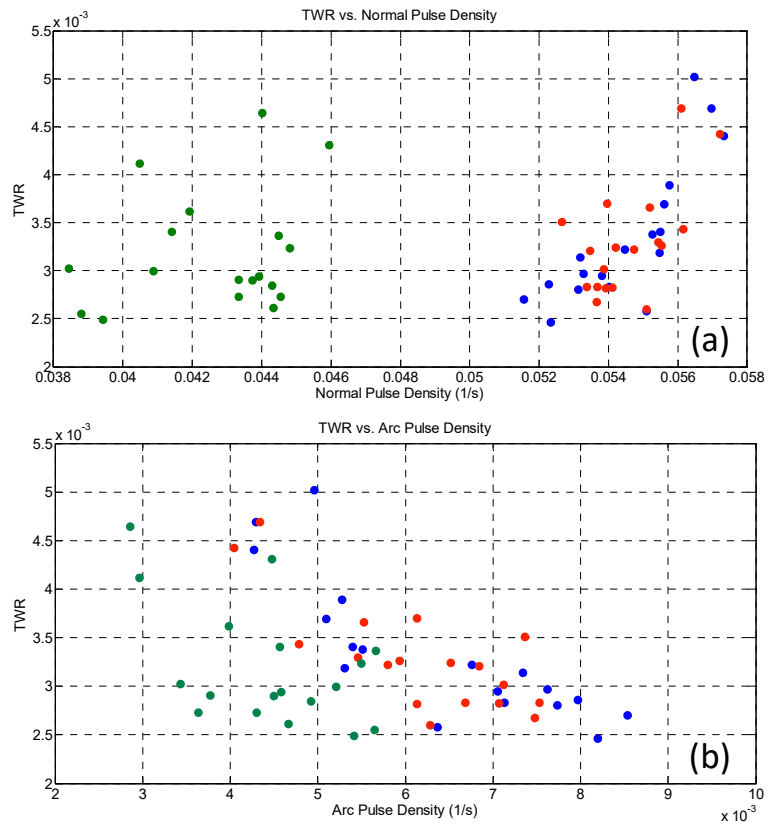 TWR vs. Normal Pulse Density
x 10⁻³
5.5
5
4.5
4
3.5
3
2.5
2
TWR
0.038 0.04 0.042 0.044 0.046 0.048 0.05 0.052 0.054 0.056 0.058
Normal Pulse Density (1/s)
(a)
TWR vs. Arc Pulse Density
x 10⁻³
5.5
5
4.5
4
3.5
3
2.5
2
TWR
2 3 4 5 6 7 8 9 10
Arc Pulse Density (1/s)
x 10⁻³
(b)